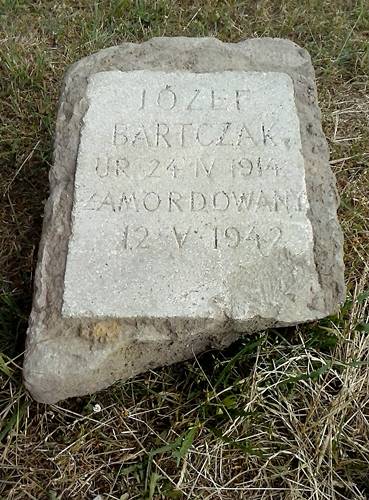 JÓZEF
BARTCZAK
UR 24 IV 1914
ZAMORDOWANY
12 V 1942